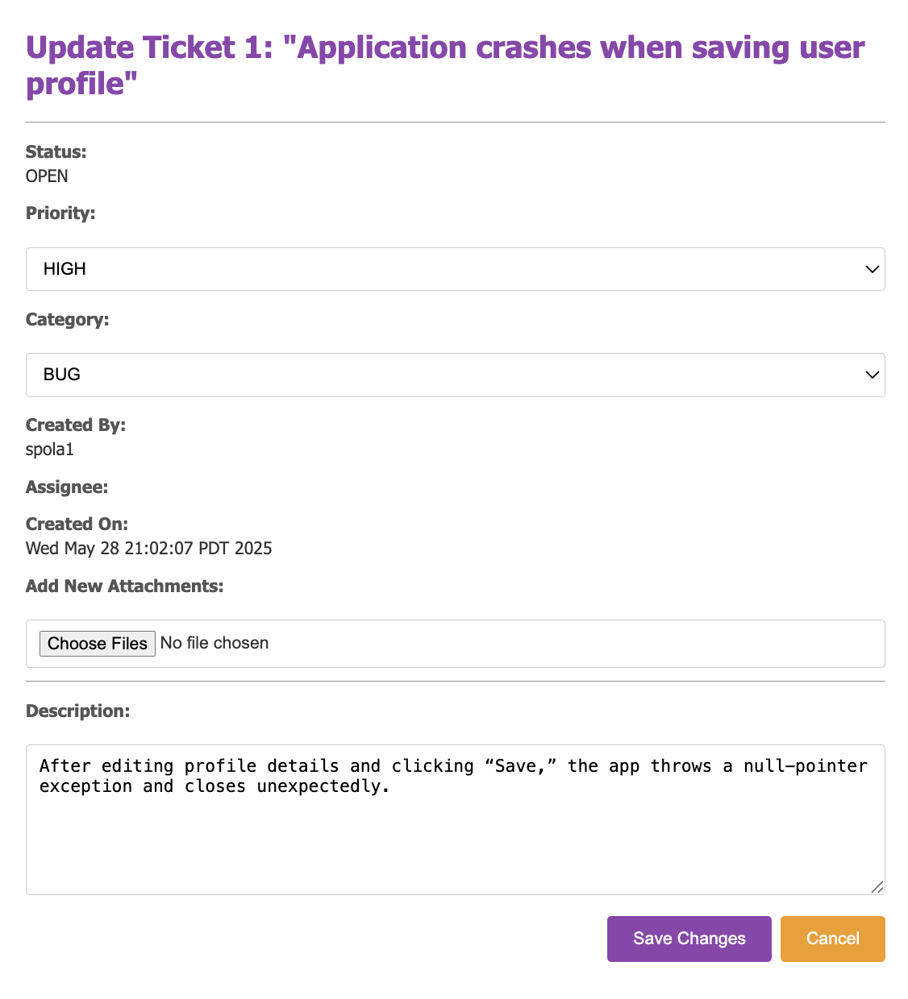 Update Ticket 1: "Application crashes when saving user
profile"
Status:
OPEN
Priority:
HIGH
Category:
BUG
Created By:
spola1
Assignee:
Created On:
Wed May 28 21:02:07 PDT 2025
Add New Attachments:
Choose Files No file chosen
Description:
After editing profile details and clicking “Save,” the app throws a null-pointer
exception and closes unexpectedly.
Save Changes Cancel